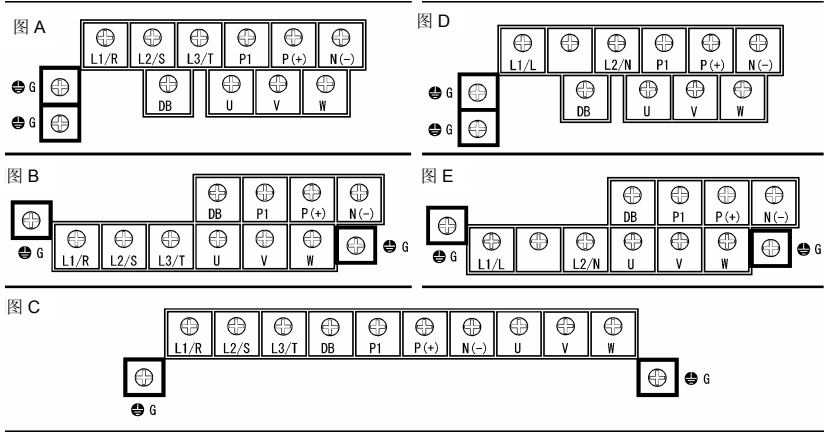 图 A
L1/R L2/S L3/T P1 P(+) N(-)
G
DB U V W
G
图 D
L1/L L2/N P1 P(+) N(-)
G
DB U V W
G
图 B
DB P1 P(+) N(-)
G L1/R L2/S L3/T U V W G
图 E
DB P1 P(+) N(-)
G L1/L L2/N U V W G
图 C
L1/R L2/S L3/T DB P1 P(+) N(-) U V W
G
G